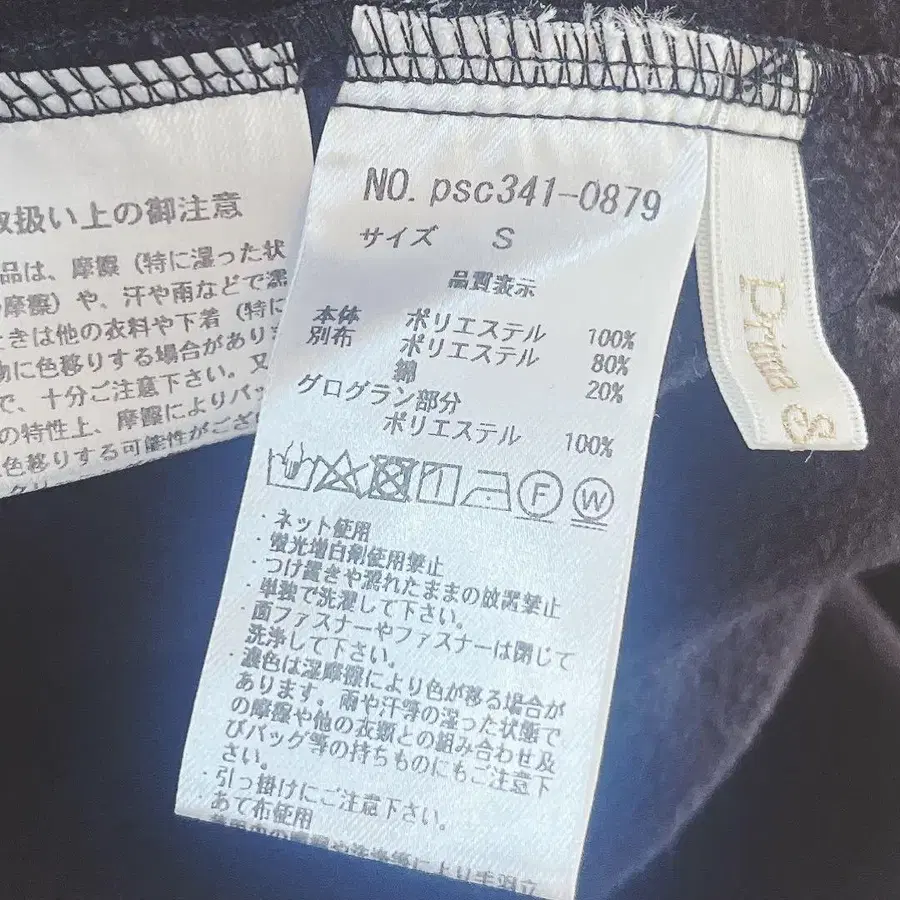 取扱い上の御注意
品は、摩擦（特に湿った状
摩擦）や、汗や雨などで濡
ときは他の衣料や下着（特に
物に色移りする場合がありま
で、十分ご注意下さい。又
の特性上、摩擦によりバッ
色移りする可能性がござい
NO. psc341-0879
サイズ S
品質表示
本体 ポリエステル 100%
別布 ポリエステル 80%
綿 20%
グログラン部分
ポリエステル 100%
F W
・ネット使用
・蛍光増白剤使用禁止
・つけ置きや濡れたままの放置禁止
・単独で洗濯して下さい。
・面ファスナーやファスナーは閉じて
洗浄して下さい。
・濃色は湿摩擦により色が移る場合が
あります。雨や汗等の湿った状態で
の摩擦や他の衣類との組み合わせ及
びバッグ等の持ちものにもご注意下
さい。
・引っ掛けにご注意下さい。
・あて布使用